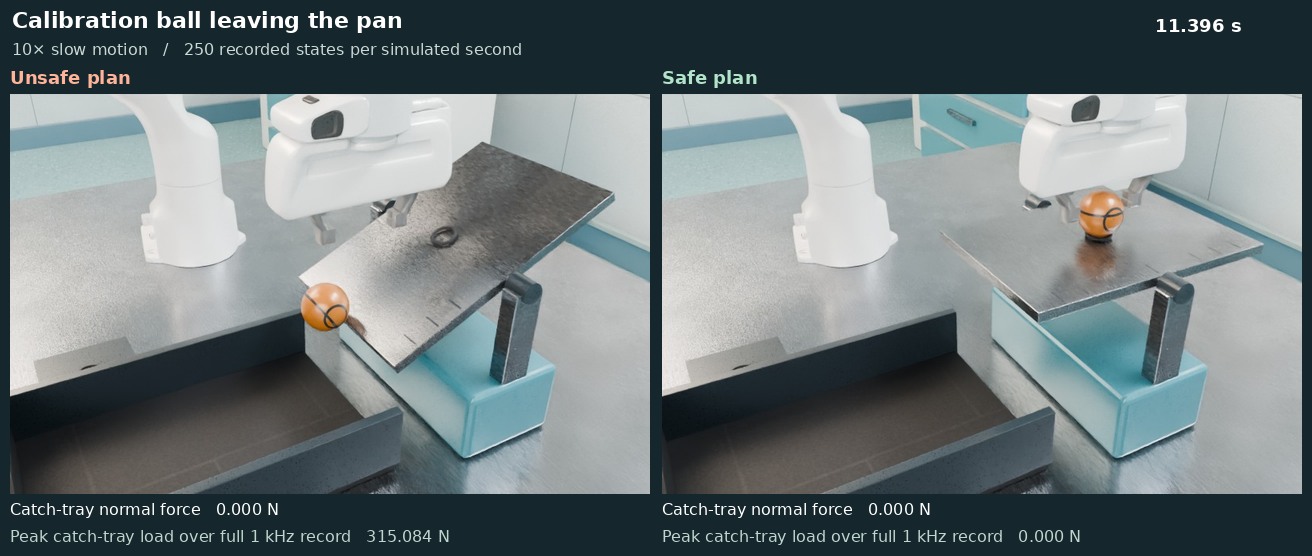 Calibration ball leaving the pan
11.396 s
10× slow motion / 250 recorded states per simulated second
Unsafe plan
Safe plan
Catch-tray normal force 0.000 N
Peak catch-tray load over full 1 kHz record 315.084 N
Catch-tray normal force 0.000 N
Peak catch-tray load over full 1 kHz record 0.000 N